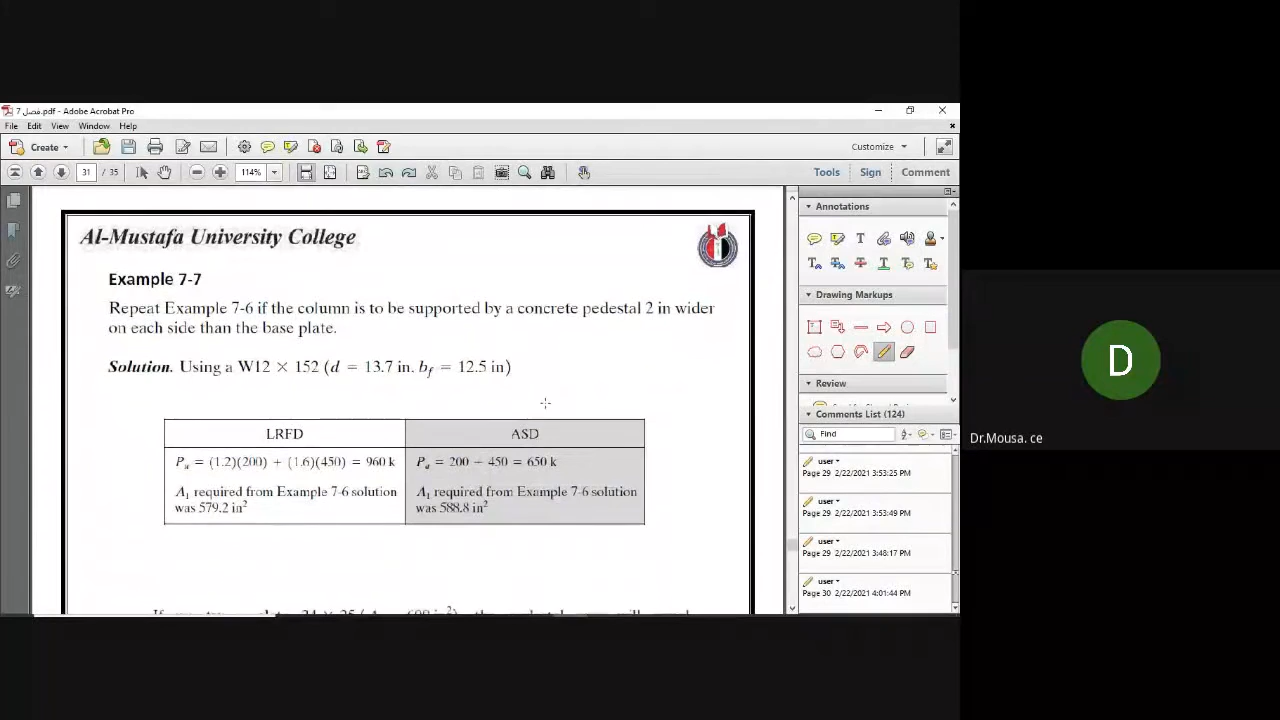 فصل 7.pdf - Adobe Acrobat Pro
File Edit View Window Help
Create
Customize
31 / 35
114%
Tools Sign Comment
Al-Mustafa University College
Example 7-7
Repeat Example 7-6 if the column is to be supported by a concrete pedestal 2 in wider
on each side than the base plate.
Solution. Using a W12 × 152 (d = 13.7 in. bf = 12.5 in)
LRFD
ASD
Pu = (1.2)(200) + (1.6)(450) = 960 k
A1 required from Example 7-6 solution
was 579.2 in²
Pa = 200 + 450 = 650 k
A1 required from Example 7-6 solution
was 588.8 in²
Annotations
Drawing Markups
Review
Comments List (124)
Find
user
Page 29 2/22/2021 3:53:25 PM
user
Page 29 2/22/2021 3:53:49 PM
user
Page 29 2/22/2021 3:48:17 PM
user
Page 30 2/22/2021 4:01:44 PM
D
Dr.Mousa. ce